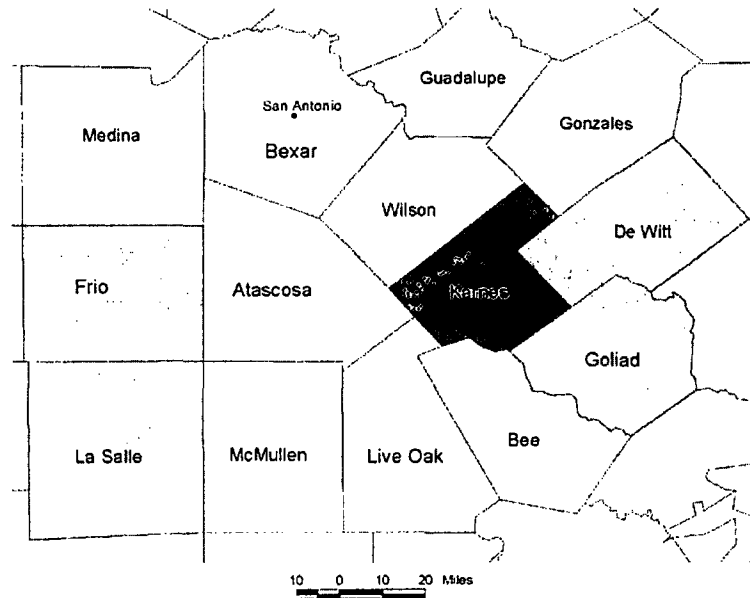 Guadalupe
San Antonio
Medina
Gonzales
Bexar
Wilson
De Witt
Frio
Atascosa
Karnes
Goliad
La Salle
McMullen
Live Oak
Bee
10 0 10 20 Miles